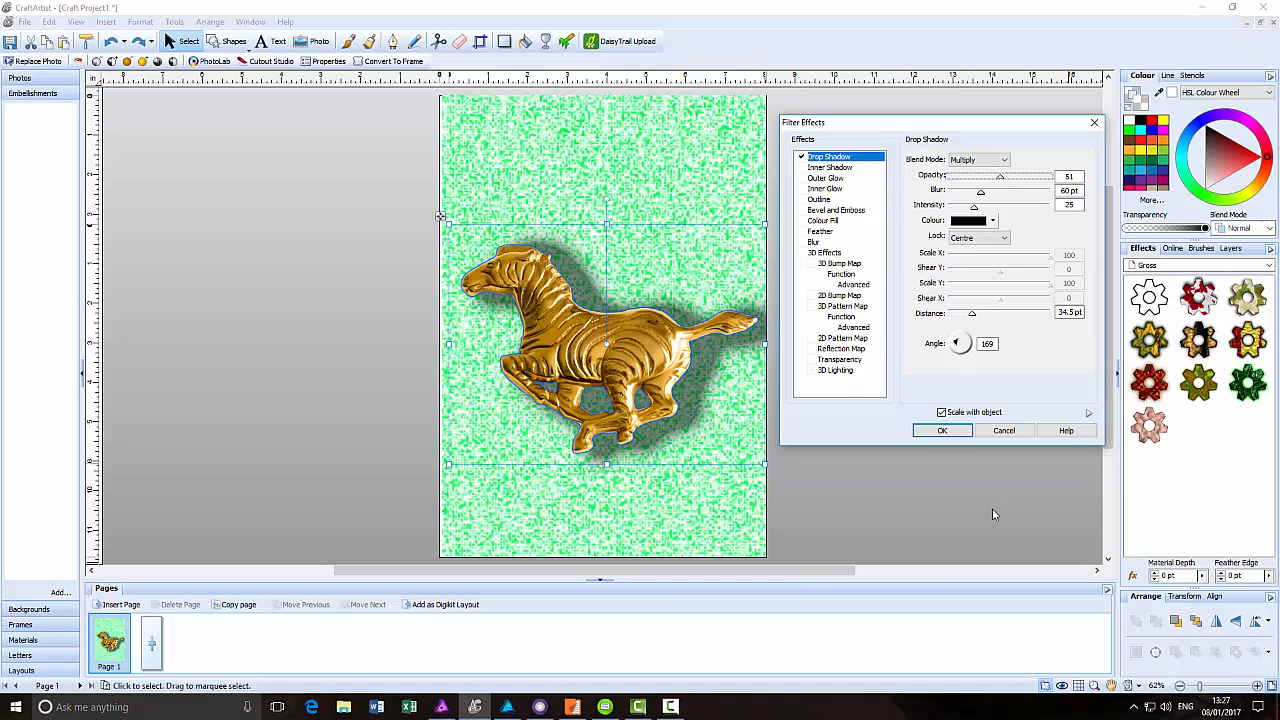 CraftArtist - [Craft Project1 *]
File Edit View Insert Format Tools Arrange Window Help
Select Shapes Text Photo DaisyTrail Upload
Replace Photo PhotoLab Cutout Studio Properties Convert To Frame
Photos
Embellishments
Add...
Backgrounds
Frames
Materials
Letters
Layouts
Filter Effects
Effects
Drop Shadow
Inner Shadow
Outer Glow
Inner Glow
Outline
Bevel and Emboss
Colour Fill
Feather
Blur
3D Effects
3D Bump Map
Function
Advanced
2D Bump Map
3D Pattern Map
Function
Advanced
2D Pattern Map
Reflection Map
Transparency
3D Lighting
Drop Shadow
Blend Mode: Multiply
Opacity: 51
Blur: 60 pt
Intensity: 25
Colour:
Lock: Centre
Scale X: 100
Shear Y: 0
Scale Y: 100
Shear X: 0
Distance: 34.5 pt
Angle: 169
Scale with object
OK Cancel Help
Colour Line Stencils
HSL Colour Wheel
More...
Transparency Blend Mode:
Normal
Effects Online Brushes Layers
Gross
Material Depth Feather Edge
fx 0 pt 0 pt
Arrange Transform Align
Pages
Insert Page Delete Page Copy page Move Previous Move Next Add as Digikit Layout
Page 1
Page 1 Click to select. Drag to marquee select. 62%
Ask me anything
ENG
13:27
08/01/2017